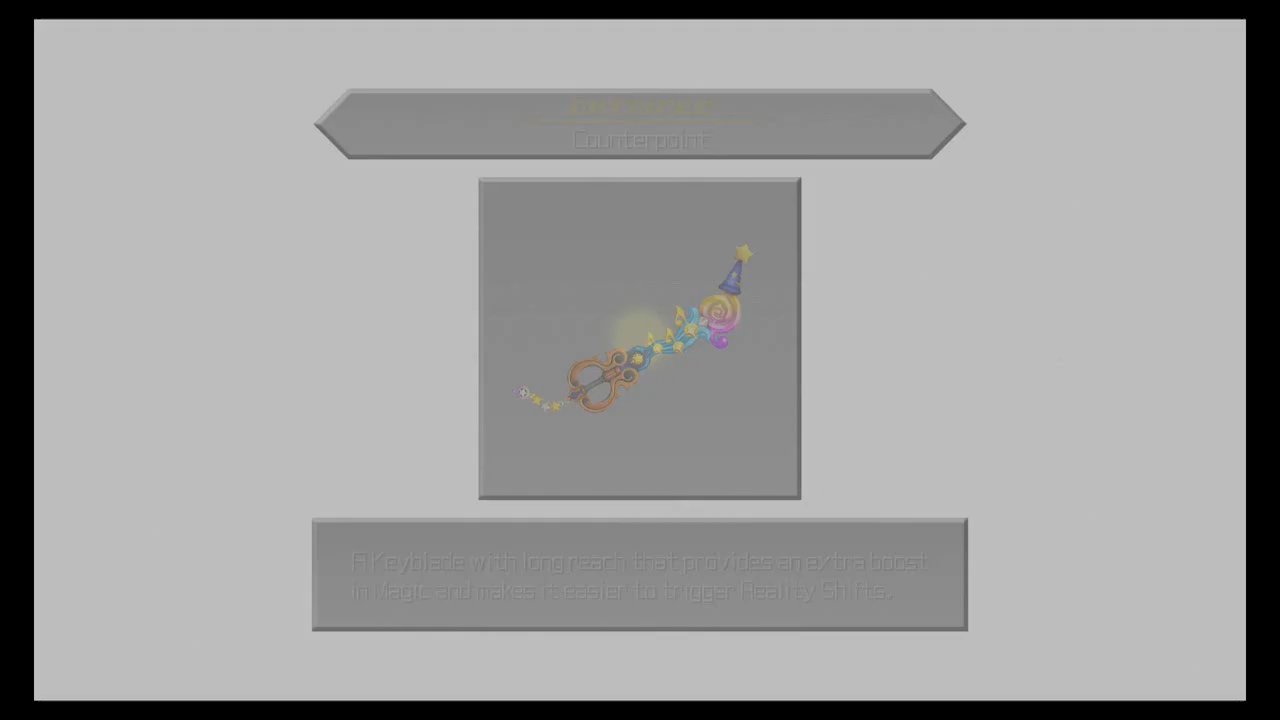 Counterpoint
A Keyblade with long reach that provides an extra boost
in Magic and makes it easier to trigger Reality Shifts.